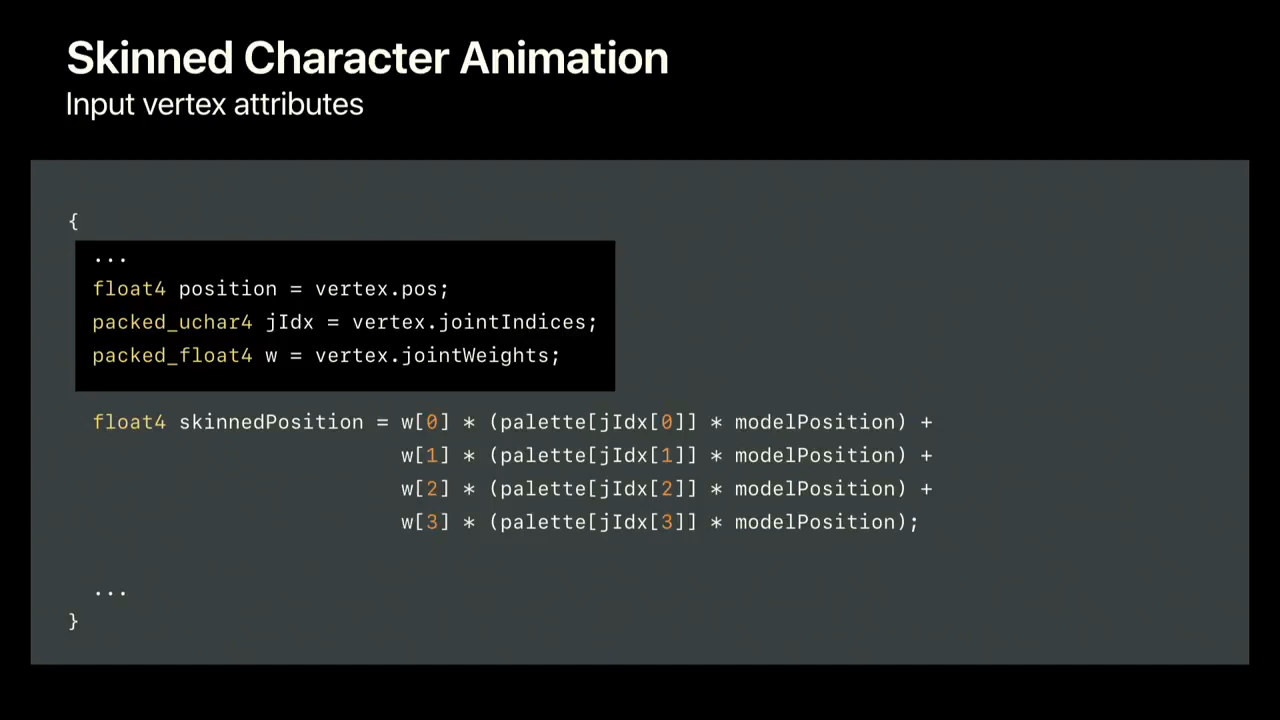 Skinned Character Animation
Input vertex attributes
{
...
float4 position = vertex.pos;
packed_uchar4 jIdx = vertex.jointIndices;
packed_float4 w = vertex.jointWeights;
float4 skinnedPosition = w[0] * (palette[jIdx[0]] * modelPosition) +
w[1] * (palette[jIdx[1]] * modelPosition) +
w[2] * (palette[jIdx[2]] * modelPosition) +
w[3] * (palette[jIdx[3]] * modelPosition);
...
}